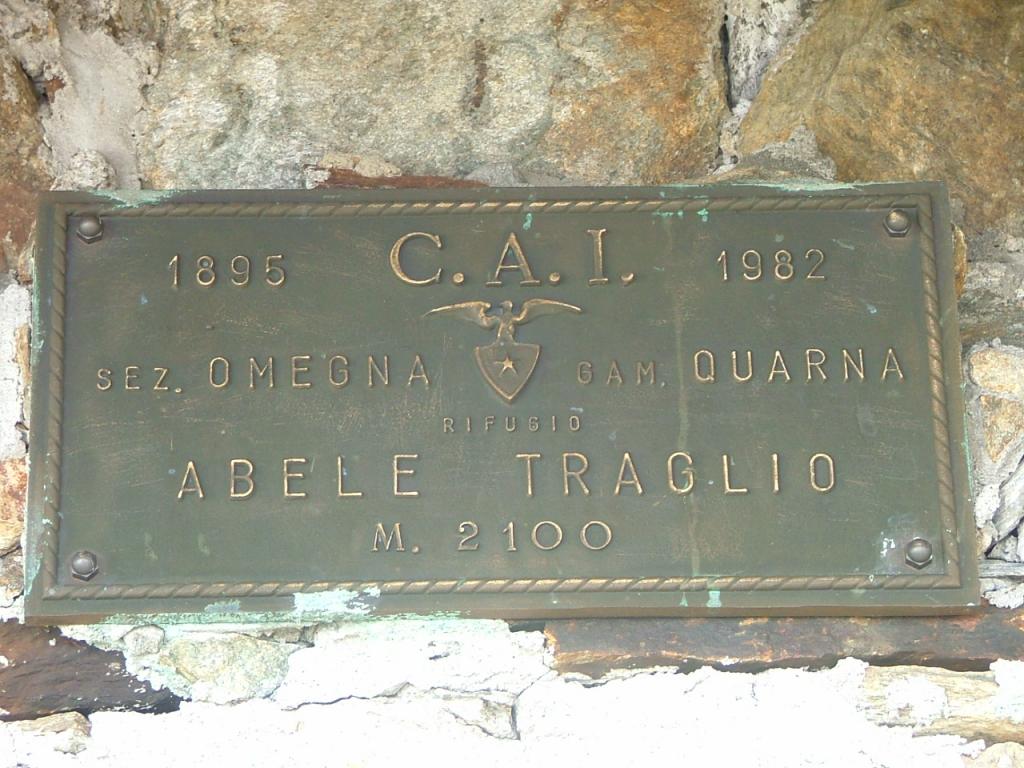 1895 C.A.I. 1982
SEZ. OMEGNA GAM. QUARNA
RIFUGIO
ABELE TRAGLIO
M. 2100